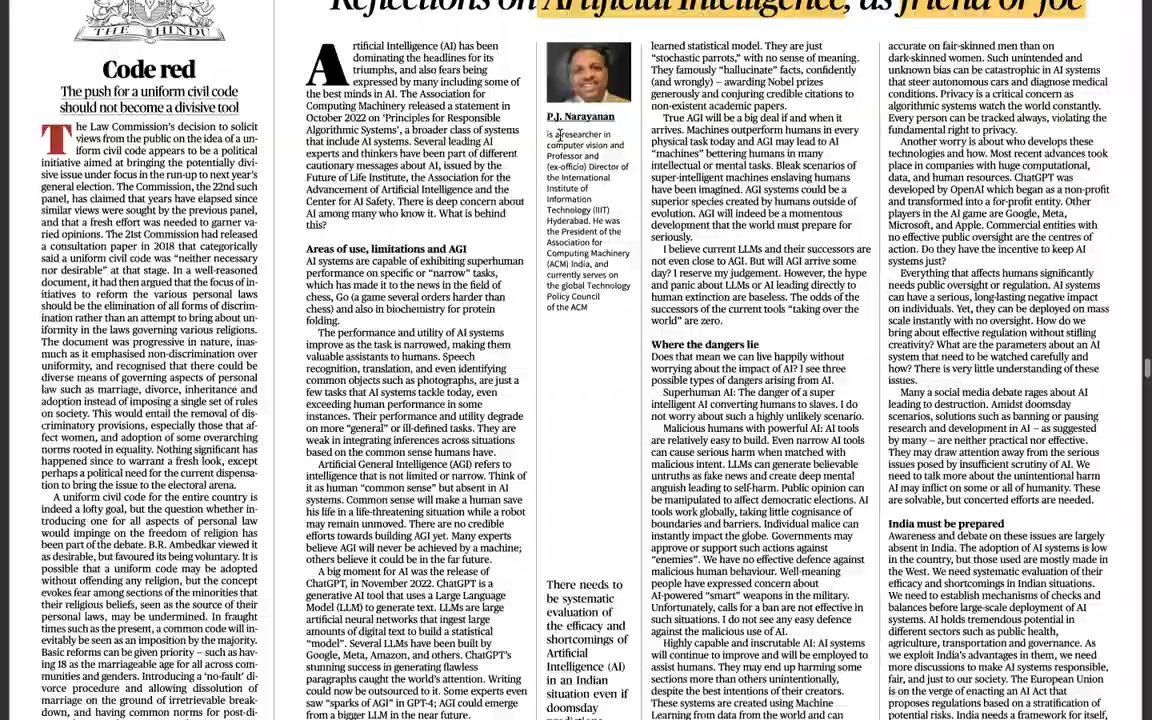 Reflections on Artificial Intelligence, as friend or foe
THE HINDU
Code red
The push for a uniform civil code
should not become a divisive tool
The Law Commission's decision to solicit
views from the public on the idea of a un-
iform civil code appears to be a political
initiative aimed at bringing the potentially divi-
sive issue under focus in the run-up to next year's
general election. The Commission, the 22nd such
panel, has claimed that years have elapsed since
similar views were sought by the previous panel,
and that a fresh effort was needed to garner va-
ried opinions. The 21st Commission had released
a consultation paper in 2018 that categorically
said a uniform civil code was “neither necessary
nor desirable” at that stage. In a well-reasoned
document, it had then argued that the focus of in-
itiatives to reform the various personal laws
should be the elimination of all forms of discrim-
ination rather than an attempt to bring about un-
iformity in the laws governing various religions.
The document was progressive in nature, inas-
much as it emphasised non-discrimination over
uniformity, and recognised that there could be
diverse means of governing aspects of personal
law such as marriage, divorce, inheritance and
adoption instead of imposing a single set of rules
on society. This would entail the removal of dis-
criminatory provisions, especially those that af-
fect women, and adoption of some overarching
norms rooted in equality. Nothing significant has
happened since to warrant a fresh look, except
perhaps a political need for the current dispensa-
tion to bring the issue to the electoral arena.
A uniform civil code for the entire country is
indeed a lofty goal, but the question whether in-
troducing one for all aspects of personal law
would impinge on the freedom of religion has
been part of the debate. B.R. Ambedkar viewed it
as desirable, but favoured its being voluntary. It is
possible that a uniform code may be adopted
without offending any religion, but the concept
evokes fear among sections of the minorities that
their religious beliefs, seen as the source of their
personal laws, may be undermined. In fraught
times such as the present, a common code will in-
evitably be seen as an imposition by the majority.
Basic reforms can be given priority – such as hav-
ing 18 as the marriageable age for all across com-
munities and genders. Introducing a ‘no-fault’ di-
vorce procedure and allowing dissolution of
marriage on the ground of irretrievable break-
down, and having common norms for post-di-
Artificial Intelligence (AI) has been
dominating the headlines for its
triumphs, and also fears being
expressed by many including some of
the best minds in AI. The Association for
Computing Machinery released a statement in
October 2022 on ‘Principles for Responsible
Algorithmic Systems’, a broader class of systems
that include AI systems. Several leading AI
experts and thinkers have been part of different
cautionary messages about AI, issued by the
Future of Life Institute, the Association for the
Advancement of Artificial Intelligence and the
Center for AI Safety. There is deep concern about
AI among many who know it. What is behind
this?
Areas of use, limitations and AGI
AI systems are capable of exhibiting superhuman
performance on specific or “narrow” tasks,
which has made it to the news in the field of
chess, Go (a game several orders harder than
chess) and also in biochemistry for protein
folding.
The performance and utility of AI systems
improve as the task is narrowed, making them
valuable assistants to humans. Speech
recognition, translation, and even identifying
common objects such as photographs, are just a
few tasks that AI systems tackle today, even
exceeding human performance in some
instances. Their performance and utility degrade
on more “general” or ill-defined tasks. They are
weak in integrating inferences across situations
based on the common sense humans have.
Artificial General Intelligence (AGI) refers to
intelligence that is not limited or narrow. Think of
it as human “common sense” but absent in AI
systems. Common sense will make a human save
his life in a life-threatening situation while a robot
may remain unmoved. There are no credible
efforts towards building AGI yet. Many experts
believe AGI will never be achieved by a machine;
others believe it could be in the far future.
A big moment for AI was the release of
ChatGPT, in November 2022. ChatGPT is a
generative AI tool that uses a Large Language
Model (LLM) to generate text. LLMs are large
artificial neural networks that ingest large
amounts of digital text to build a statistical
“model”. Several LLMs have been built by
Google, Meta, Amazon, and others. ChatGPT's
stunning success in generating flawless
paragraphs caught the world's attention. Writing
could now be outsourced to it. Some experts even
saw “sparks of AGI” in GPT-4; AGI could emerge
from a bigger LLM in the near future.
P.J. Narayanan
is a researcher in
computer vision and
Professor and
(ex-officio) Director of
the International
Institute of
Information
Technology (IIIT)
Hyderabad. He was
the President of the
Association for
Computing Machinery
(ACM) India, and
currently serves on
the global Technology
Policy Council
of the ACM
There needs to
be systematic
evaluation of
the efficacy and
shortcomings of
Artificial
Intelligence (AI)
in an Indian
situation even if
doomsday
learned statistical model. They are just
“stochastic parrots,” with no sense of meaning.
They famously “hallucinate” facts, confidently
(and wrongly) – awarding Nobel prizes
generously and conjuring credible citations to
non-existent academic papers.
True AGI will be a big deal if and when it
arrives. Machines outperform humans in every
physical task today and AGI may lead to AI
“machines” bettering humans in many
intellectual or mental tasks. Bleak scenarios of
super-intelligent machines enslaving humans
have been imagined. AGI systems could be a
superior species created by humans outside of
evolution. AGI will indeed be a momentous
development that the world must prepare for
seriously.
I believe current LLMs and their successors are
not even close to AGI. But will AGI arrive some
day? I reserve my judgement. However, the hype
and panic about LLMs or AI leading directly to
human extinction are baseless. The odds of the
successors of the current tools “taking over the
world” are zero.
Where the dangers lie
Does that mean we can live happily without
worrying about the impact of AI? I see three
possible types of dangers arising from AI.
Superhuman AI: The danger of a super
intelligent AI converting humans to slaves. I do
not worry about such a highly unlikely scenario.
Malicious humans with powerful AI: AI tools
are relatively easy to build. Even narrow AI tools
can cause serious harm when matched with
malicious intent. LLMs can generate believable
untruths as fake news and create deep mental
anguish leading to self-harm. Public opinion can
be manipulated to affect democratic elections. AI
tools work globally, taking little cognisance of
boundaries and barriers. Individual malice can
instantly impact the globe. Governments may
approve or support such actions against
“enemies”. We have no effective defence against
malicious human behaviour. Well-meaning
people have expressed concern about
AI-powered “smart” weapons in the military.
Unfortunately, calls for a ban are not effective in
such situations. I do not see any easy defence
against the malicious use of AI.
Highly capable and inscrutable AI: AI systems
will continue to improve and will be employed to
assist humans. They may end up harming some
sections more than others unintentionally,
despite the best intentions of their creators.
These systems are created using Machine
Learning from data from the world and can
accurate on fair-skinned men than on
dark-skinned women. Such unintended and
unknown bias can be catastrophic in AI systems
that steer autonomous cars and diagnose medical
conditions. Privacy is a critical concern as
algorithmic systems watch the world constantly.
Every person can be tracked always, violating the
fundamental right to privacy.
Another worry is about who develops these
technologies and how. Most recent advances took
place in companies with huge computational,
data, and human resources. ChatGPT was
developed by OpenAI which began as a non-profit
and transformed into a for-profit entity. Other
players in the AI game are Google, Meta,
Microsoft, and Apple. Commercial entities with
no effective public oversight are the centres of
action. Do they have the incentive to keep AI
systems just?
Everything that affects humans significantly
needs public oversight or regulation. AI systems
can have a serious, long-lasting negative impact
on individuals. Yet, they can be deployed on mass
scale instantly with no oversight. How do we
bring about effective regulation without stifling
creativity? What are the parameters about an AI
system that need to be watched carefully and
how? There is very little understanding of these
issues.
Many a social media debate rages about AI
leading to destruction. Amidst doomsday
scenarios, solutions such as banning or pausing
research and development in AI – as suggested
by many – are neither practical nor effective.
They may draw attention away from the serious
issues posed by insufficient scrutiny of AI. We
need to talk more about the unintentional harm
AI may inflict on some or all of humanity. These
are solvable, but concerted efforts are needed.
India must be prepared
Awareness and debate on these issues are largely
absent in India. The adoption of AI systems is low
in the country, but those used are mostly made in
the West. We need systematic evaluation of their
efficacy and shortcomings in Indian situations.
We need to establish mechanisms of checks and
balances before large-scale deployment of AI
systems. AI holds tremendous potential in
different sectors such as public health,
agriculture, transportation and governance. As
we exploit India's advantages in them, we need
more discussions to make AI systems responsible,
fair, and just to our society. The European Union
is on the verge of enacting an AI Act that
proposes regulations based on a stratification of
potential risks. India needs a framework for itself,